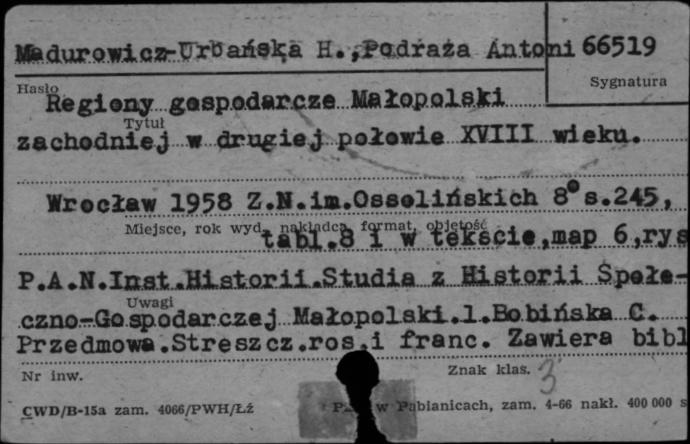 Madurowicz-Urbańska H.,Podraża Antoni 66519
Hasło
Sygnatura
Regiony gospodarcze Małopolski
Tytuł
zachodniej w drugiej połowie XVIII wieku.
Wrocław 1958 Z.N.im.Ossolińskich 8° s.245,
Miejsce, rok wyd., nakładca, format, objętość
tabl.8 i w tekście,map 6,rys
P.A.N.Inst.Historii.Studia z Historii Społe-
Uwagi
czno-Gospodarczej Małopolski.1.Bobińska C.
Przedmowa.Streszcz.ros.i franc. Zawiera bibl
Nr inw.
Znak klas. 3
CWD/B-15a zam. 4066/PWH/Łź
w Pabianicach, zam. 4-66 nakł. 400 000 s